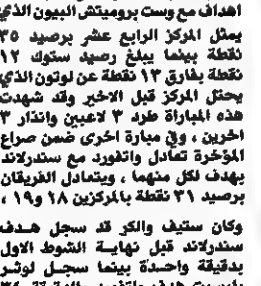 اهداف مع وست بروميتش البيون الذي
يمثل المركز الرابع عشر برصيد ٣٥
نقطة بينما يبلغ رصيد ستوك ١٢
نقطة بفارق ١٣ نقطة عن لوتون الذي
يحتل المركز قبل الاخير وقد شهدت
هذه المباراة طرد ٣ لاعبين وانذار ٣
اخرين ، وفي مبارة اخرى ضمن صراع
المؤخرة تعادل واتفورد مع سندرلاند
بهدف لكل منهما ، ويتعادل الفريقان
برصيد ٣١ نقطة بالمركزين ١٨ و١٩ ،
وكان ستيف والكر قد سجل هدف
سندرلاند قبل نهاية الشوط الاول
بدقيقة واحدة بينما سجل لوثر